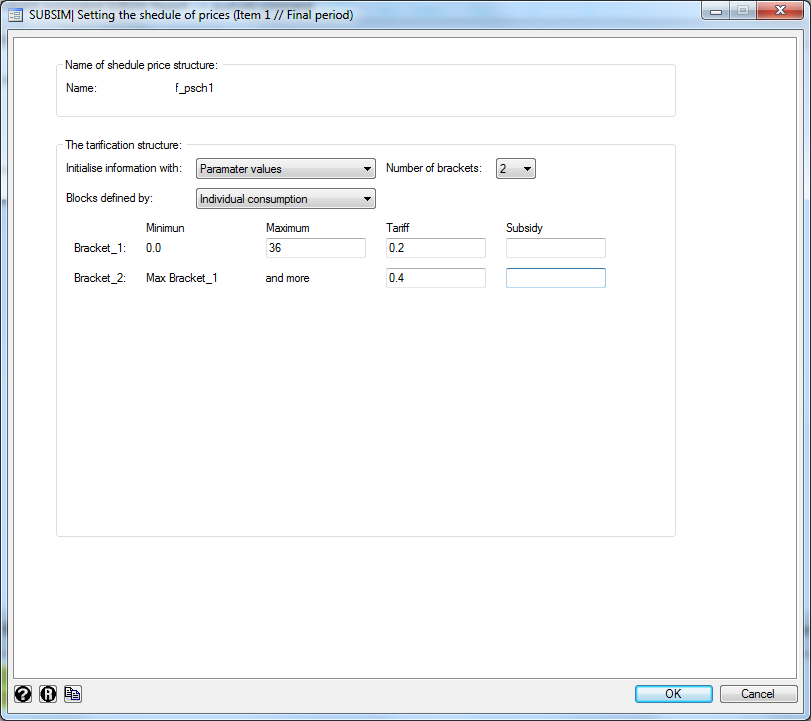 SUBSIM| Setting the shedule of prices (Item 1 // Final period)
Name of shedule price structure:
Name: f_psch1
The tarification structure:
Initialise information with: Paramater values Number of brackets: 2
Blocks defined by: Individual consumption
Minimun Maximum Tariff Subsidy
Bracket_1: 0.0 36 0.2
Bracket_2: Max Bracket_1 and more 0.4
? R OK Cancel